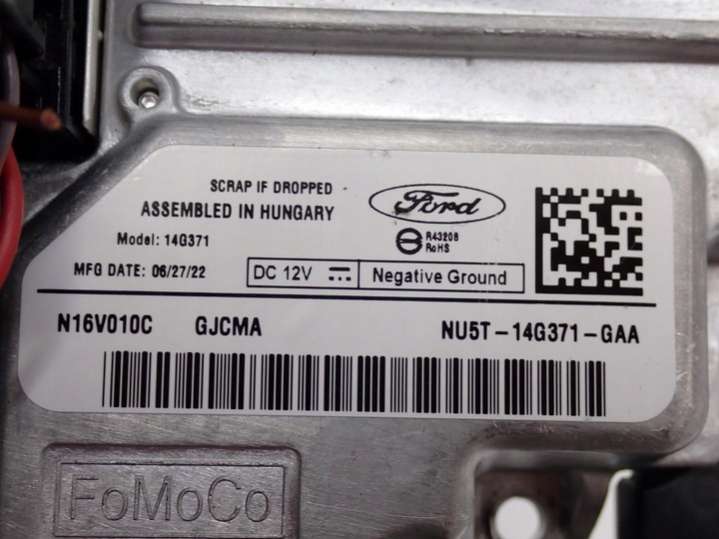 SCRAP IF DROPPED
ASSEMBLED IN HUNGARY
Ford
Model: 14G371
R43208
RoHS
MFG DATE: 06/27/22
DC 12V
Negative Ground
N16V010C GJCMA NU5T-14G371-GAA
FoMoCo